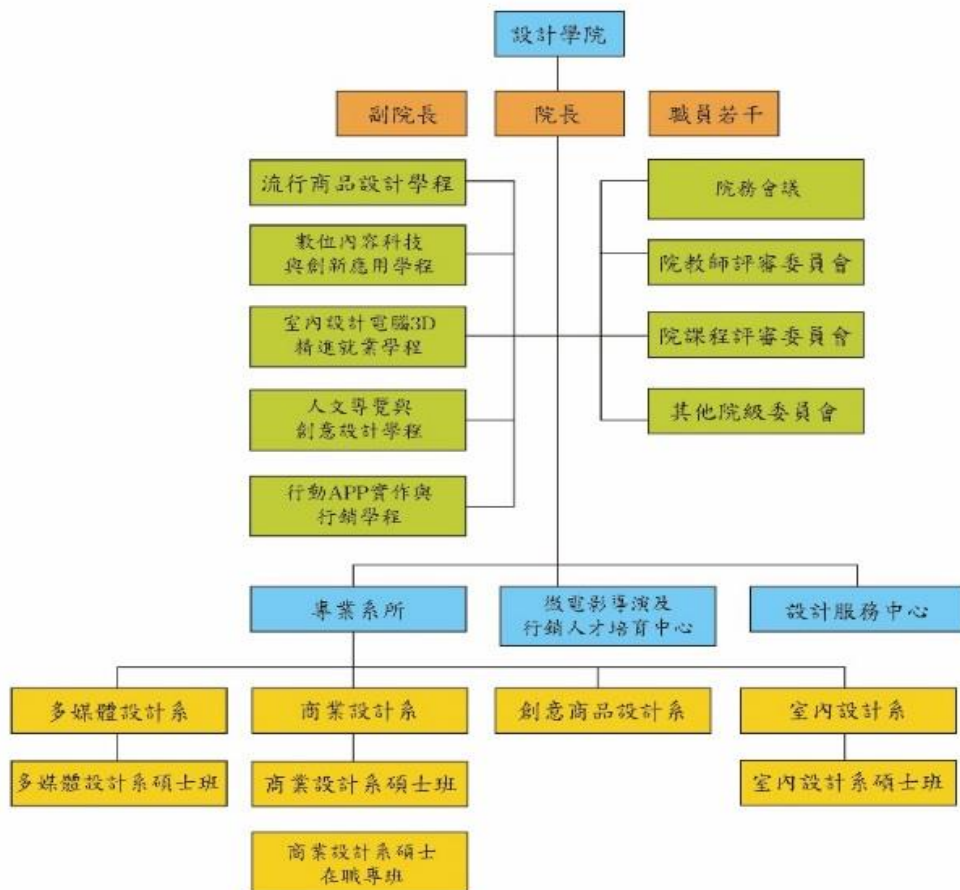 設計學院
副院長
院長
職員若干
流行商品設計學程
數位內容科技
與創新應用學程
室內設計電腦3D
精進就業學程
人文導覽與
創意設計學程
行動APP實作與
行銷學程
院務會議
院教師評審委員會
院課程評審委員會
其他院級委員會
專業系所
微電影導演及
行銷人才培育中心
設計服務中心
多媒體設計系
商業設計系
創意商品設計系
室內設計系
多媒體設計系碩士班
商業設計系碩士班
室內設計系碩士班
商業設計系碩士
在職專班